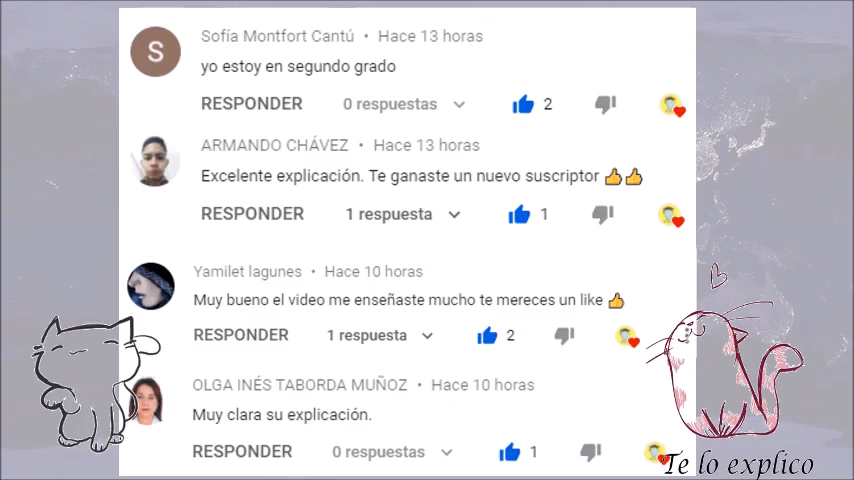 S
Sofía Montfort Cantú • Hace 13 horas
yo estoy en segundo grado
RESPONDER 0 respuestas 2
ARMANDO CHÁVEZ • Hace 13 horas
Excelente explicación. Te ganaste un nuevo suscriptor 👍👍
RESPONDER 1 respuesta 1
Yamilet lagunes • Hace 10 horas
Muy bueno el video me enseñaste mucho te mereces un like 👍
RESPONDER 1 respuesta 2
OLGA INÉS TABORDA MUÑOZ • Hace 10 horas
Muy clara su explicación.
RESPONDER 0 respuestas 1
Te lo explico